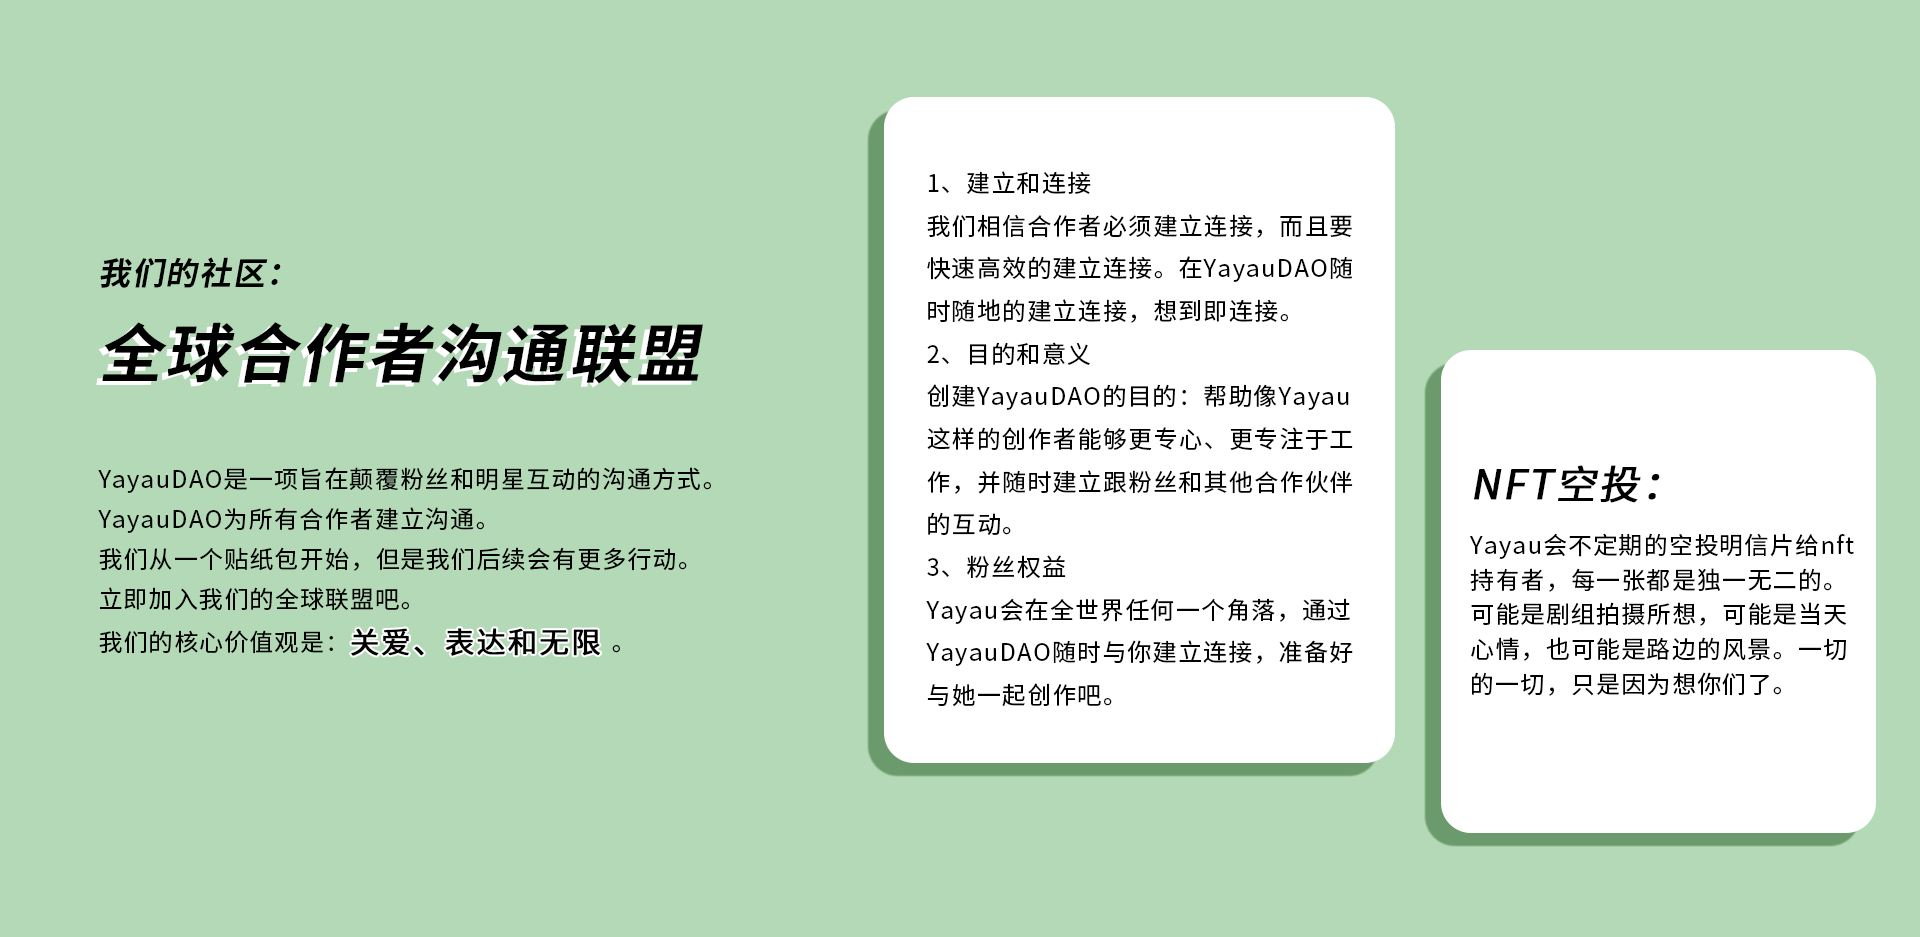 我们的社区：
全球合作者沟通联盟
YayauDAO是一项旨在颠覆粉丝和明星互动的沟通方式。
YayauDAO为所有合作者建立沟通。
我们从一个贴纸包开始，但是我们后续会有更多行动。
立即加入我们的全球联盟吧。
我们的核心价值观是：关爱、表达和无限 。
1、建立和连接
我们相信合作者必须建立连接，而且要
快速高效的建立连接。在YayauDAO随
时随地的建立连接，想到即连接。
2、目的和意义
创建YayauDAO的目的：帮助像Yayau
这样的创作者能够更专心、更专注于工
作，并随时建立跟粉丝和其他合作伙伴
的互动。
3、粉丝权益
Yayau会在全世界任何一个角落，通过
YayauDAO随时与你建立连接，准备好
与她一起创作吧。
NFT空投：
Yayau会不定期的空投明信片给nft
持有者，每一张都是独一无二的。
可能是剧组拍摄所想，可能是当天
心情，也可能是路边的风景。一切
的一切，只是因为想你们了。